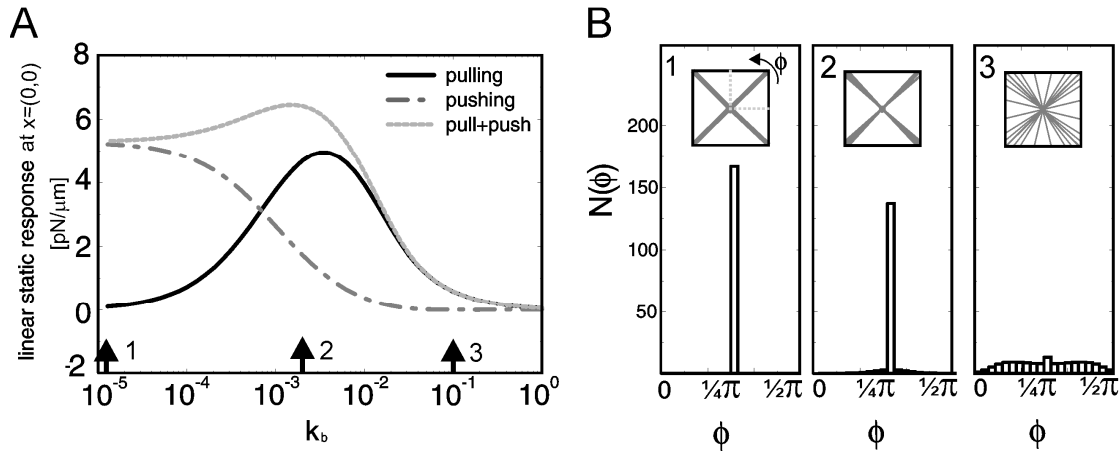 A
linear static response at x=(0,0)
[pN/μm]
8
6
4
2
0
-2
pulling
pushing
pull+push
1
2
3
10⁻⁵
10⁻⁴
10⁻³
10⁻²
10⁻¹
10⁰
k_b
B
N(ϕ)
200
150
100
50
1
ϕ
2
3
0 ¼π ½π
0 ¼π ½π
0 ¼π ½π
ϕ
ϕ
ϕ